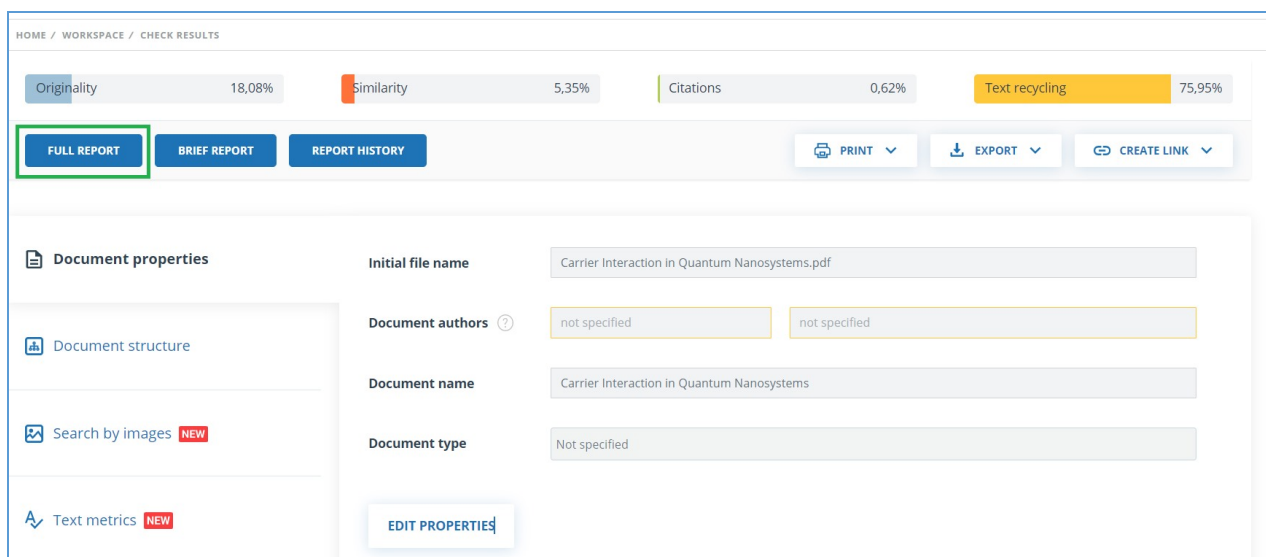 HOME / WORKSPACE / CHECK RESULTS
Originality 18,08% Similarity 5,35% Citations 0,62% Text recycling 75,95%
FULL REPORT BRIEF REPORT REPORT HISTORY PRINT EXPORT CREATE LINK
Document properties
Initial file name Carrier Interaction in Quantum Nanosystems.pdf
Document authors ? not specified not specified
Document structure
Document name Carrier Interaction in Quantum Nanosystems
Search by images NEW
Document type Not specified
Text metrics NEW
EDIT PROPERTIES